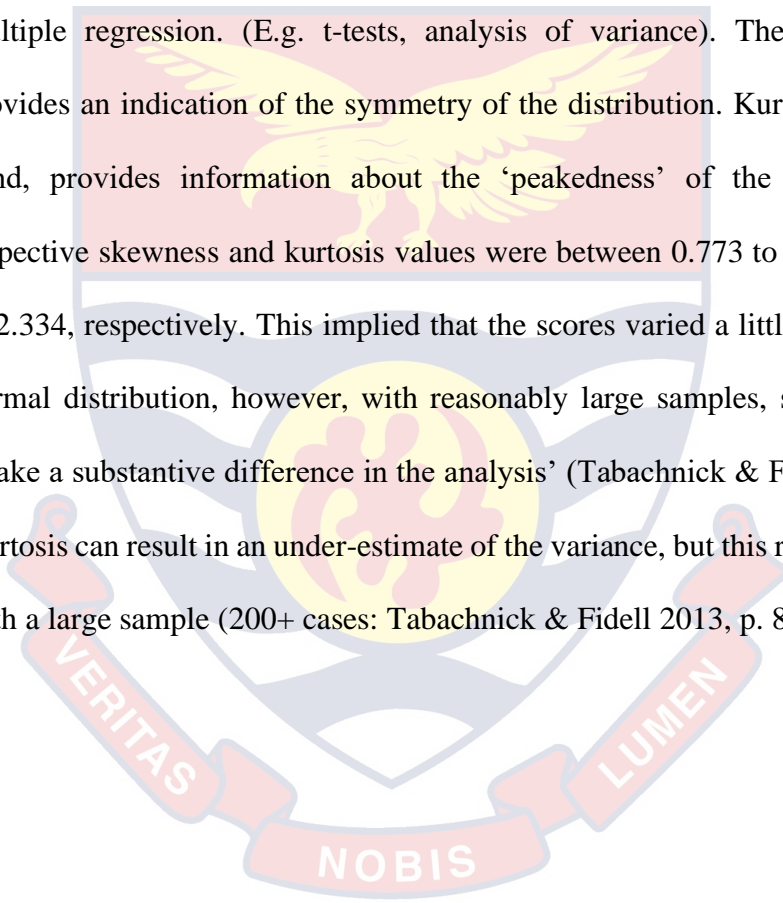 ultiple regression. (E.g. t-tests, analysis of variance). The
ovides an indication of the symmetry of the distribution. Kur
nd, provides information about the ‘peakedness’ of the
spective skewness and kurtosis values were between 0.773 to
2.334, respectively. This implied that the scores varied a littl
rmal distribution, however, with reasonably large samples, s
ake a substantive difference in the analysis’ (Tabachnick & F
rtosis can result in an under-estimate of the variance, but this r
th a large sample (200+ cases: Tabachnick & Fidell 2013, p. 8
VERITAS
NOBIS
LUMEN